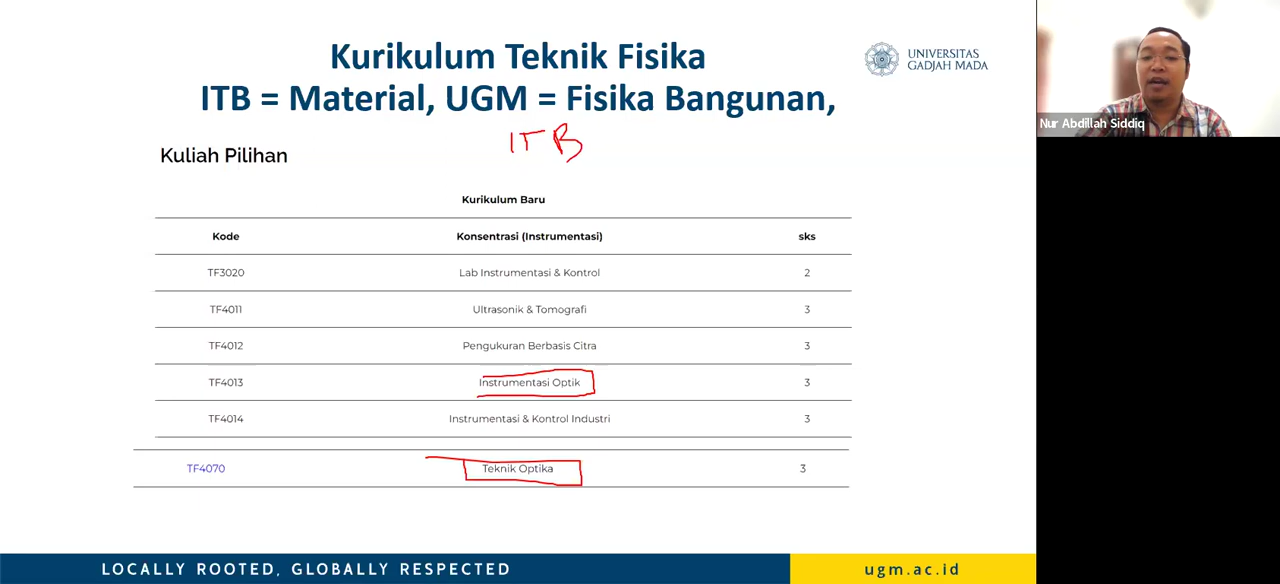 Kurikulum Teknik Fisika
ITB = Material, UGM = Fisika Bangunan,
UNIVERSITAS
GADJAH MADA
Nur Abdillah Siddiq
ITB
Kuliah Pilihan
Kurikulum Baru
Kode Konsentrasi (Instrumentasi) sks
TF3020 Lab Instrumentasi & Kontrol 2
TF4011 Ultrasonik & Tomografi 3
TF4012 Pengukuran Berbasis Citra 3
TF4013 Instrumentasi Optik 3
TF4014 Instrumentasi & Kontrol Industri 3
TF4070 Teknik Optika 3
LOCALLY ROOTED, GLOBALLY RESPECTED
ugm.ac.id